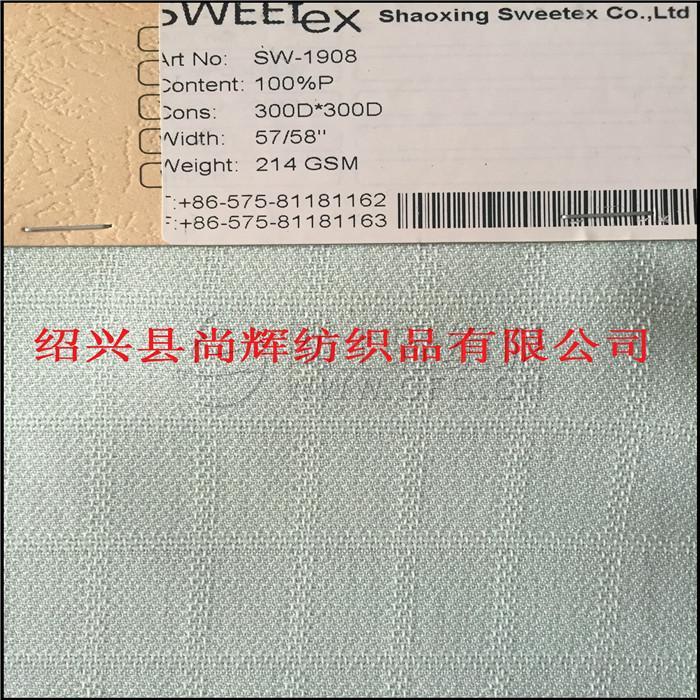 SWEETex Shaoxing Sweetex Co.,Ltd
Art No: SW-1908
Content: 100%P
Cons: 300D*300D
Width: 57/58"
Weight: 214 GSM
T:+86-575-81181162
F:+86-575-81181163
绍兴县尚辉纺织品有限公司